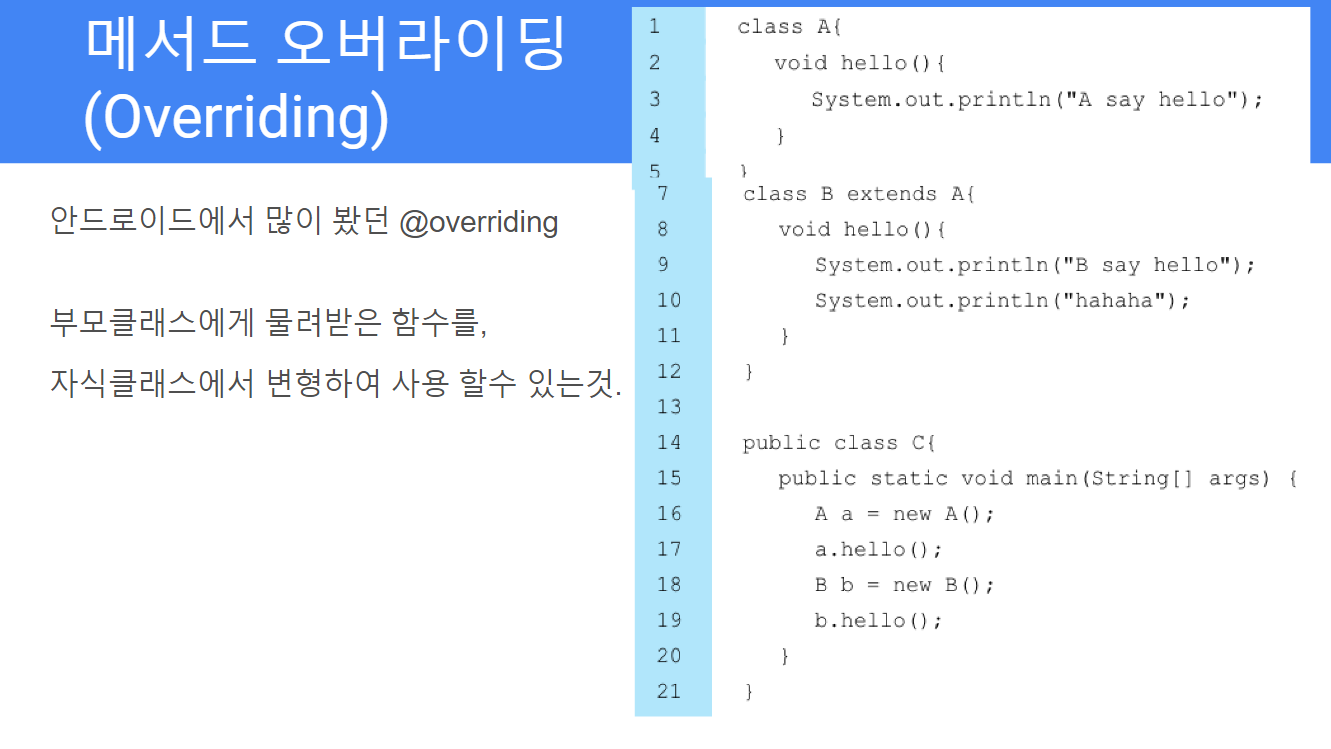 메서드 오버라이딩
(Overriding)
안드로이드에서 많이 봤던 @overriding
부모클래스에게 물려받은 함수를,
자식클래스에서 변형하여 사용 할수 있는것.
1 class A{
2 void hello(){
3 System.out.println("A say hello");
4 }
5 }
7 class B extends A{
8 void hello(){
9 System.out.println("B say hello");
10 System.out.println("hahaha");
11 }
12 }
13
14 public class C{
15 public static void main(String[] args) {
16 A a = new A();
17 a.hello();
18 B b = new B();
19 b.hello();
20 }
21 }